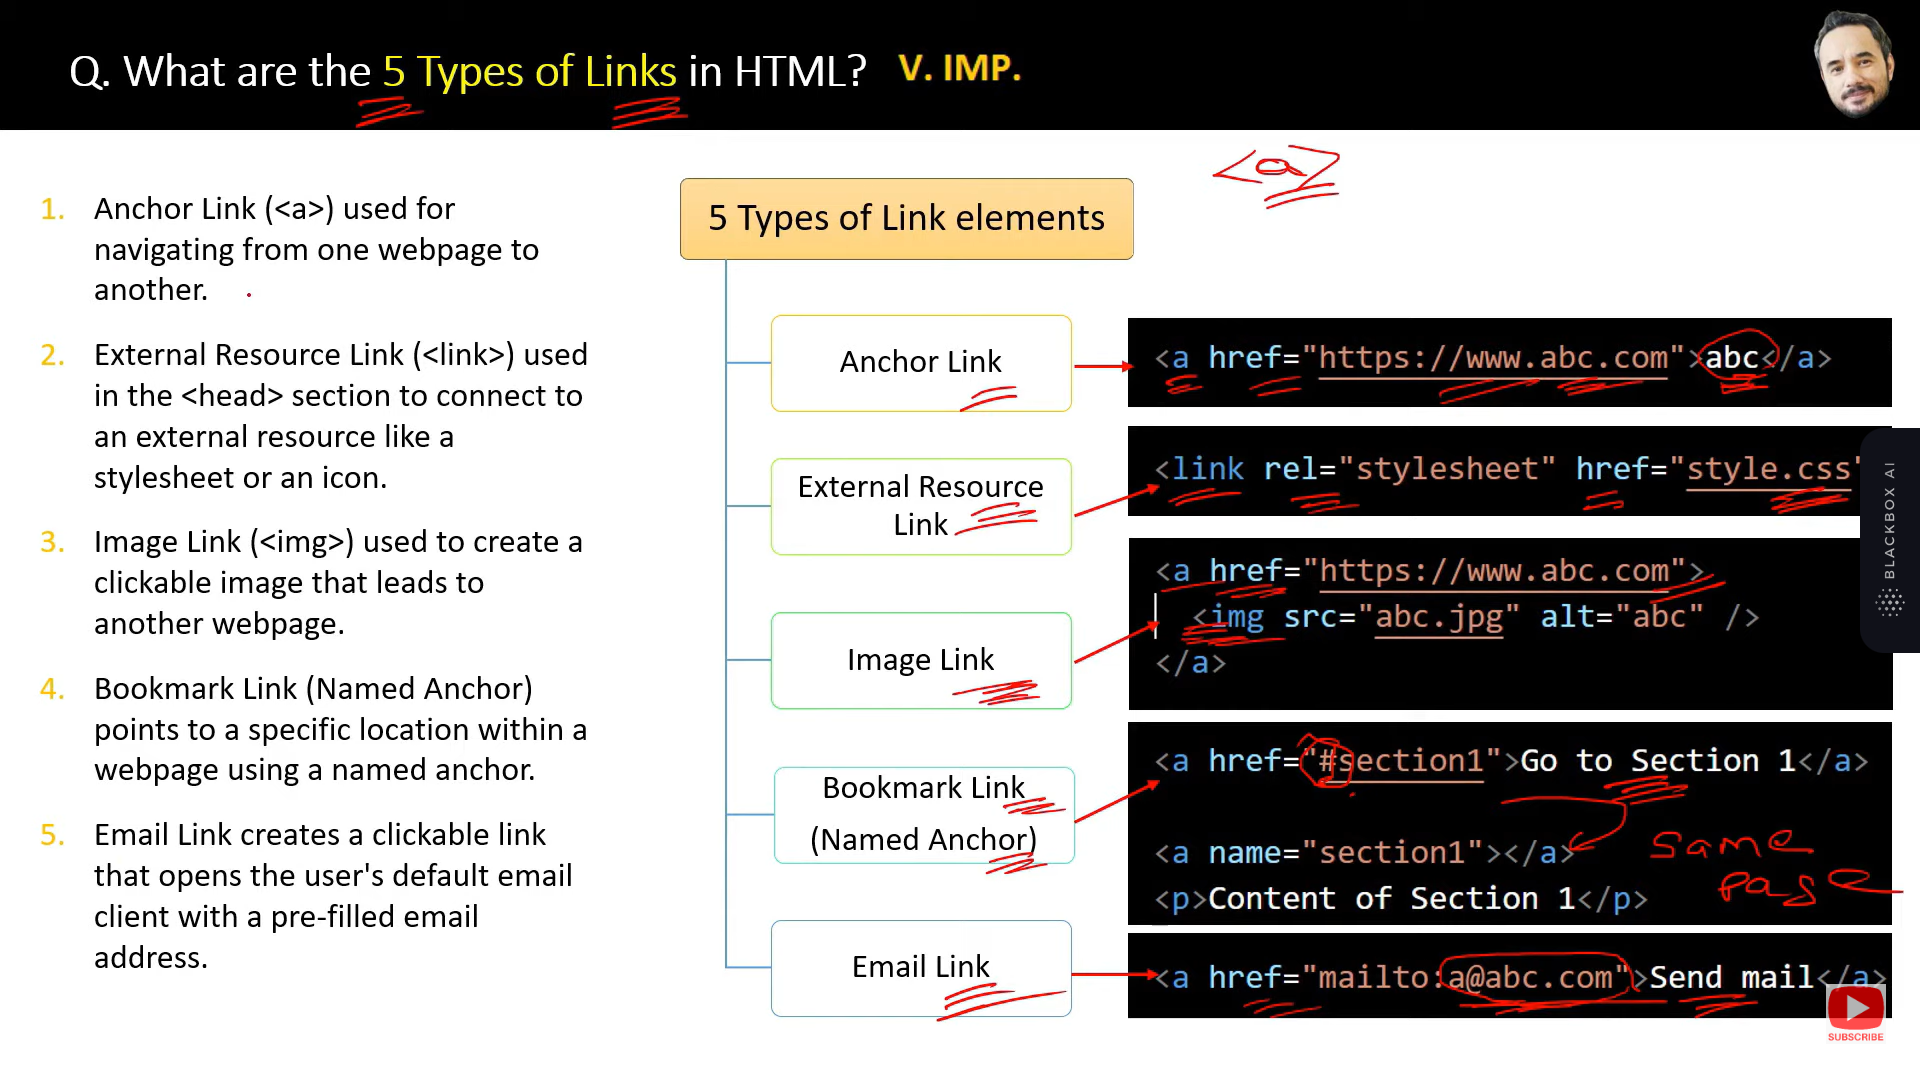 Q. What are the 5 Types of Links in HTML? V. IMP.
<a>
1. Anchor Link (<a>) used for
navigating from one webpage to
another.
2. External Resource Link (<link>) used
in the <head> section to connect to
an external resource like a
stylesheet or an icon.
3. Image Link (<img>) used to create a
clickable image that leads to
another webpage.
4. Bookmark Link (Named Anchor)
points to a specific location within a
webpage using a named anchor.
5. Email Link creates a clickable link
that opens the user's default email
client with a pre-filled email
address.
5 Types of Link elements
Anchor Link
<a href="https://www.abc.com">abc</a>
External Resource
Link
<link rel="stylesheet" href="style.css"
Image Link
<a href="https://www.abc.com">
<img src="abc.jpg" alt="abc" />
</a>
Bookmark Link
(Named Anchor)
<a href="#section1">Go to Section 1</a>
<a name="section1"></a>
<p>Content of Section 1</p>
same
page
Email Link
<a href="mailto:a@abc.com">Send mail</a>
BLACKBOX AI
SUBSCRIBE